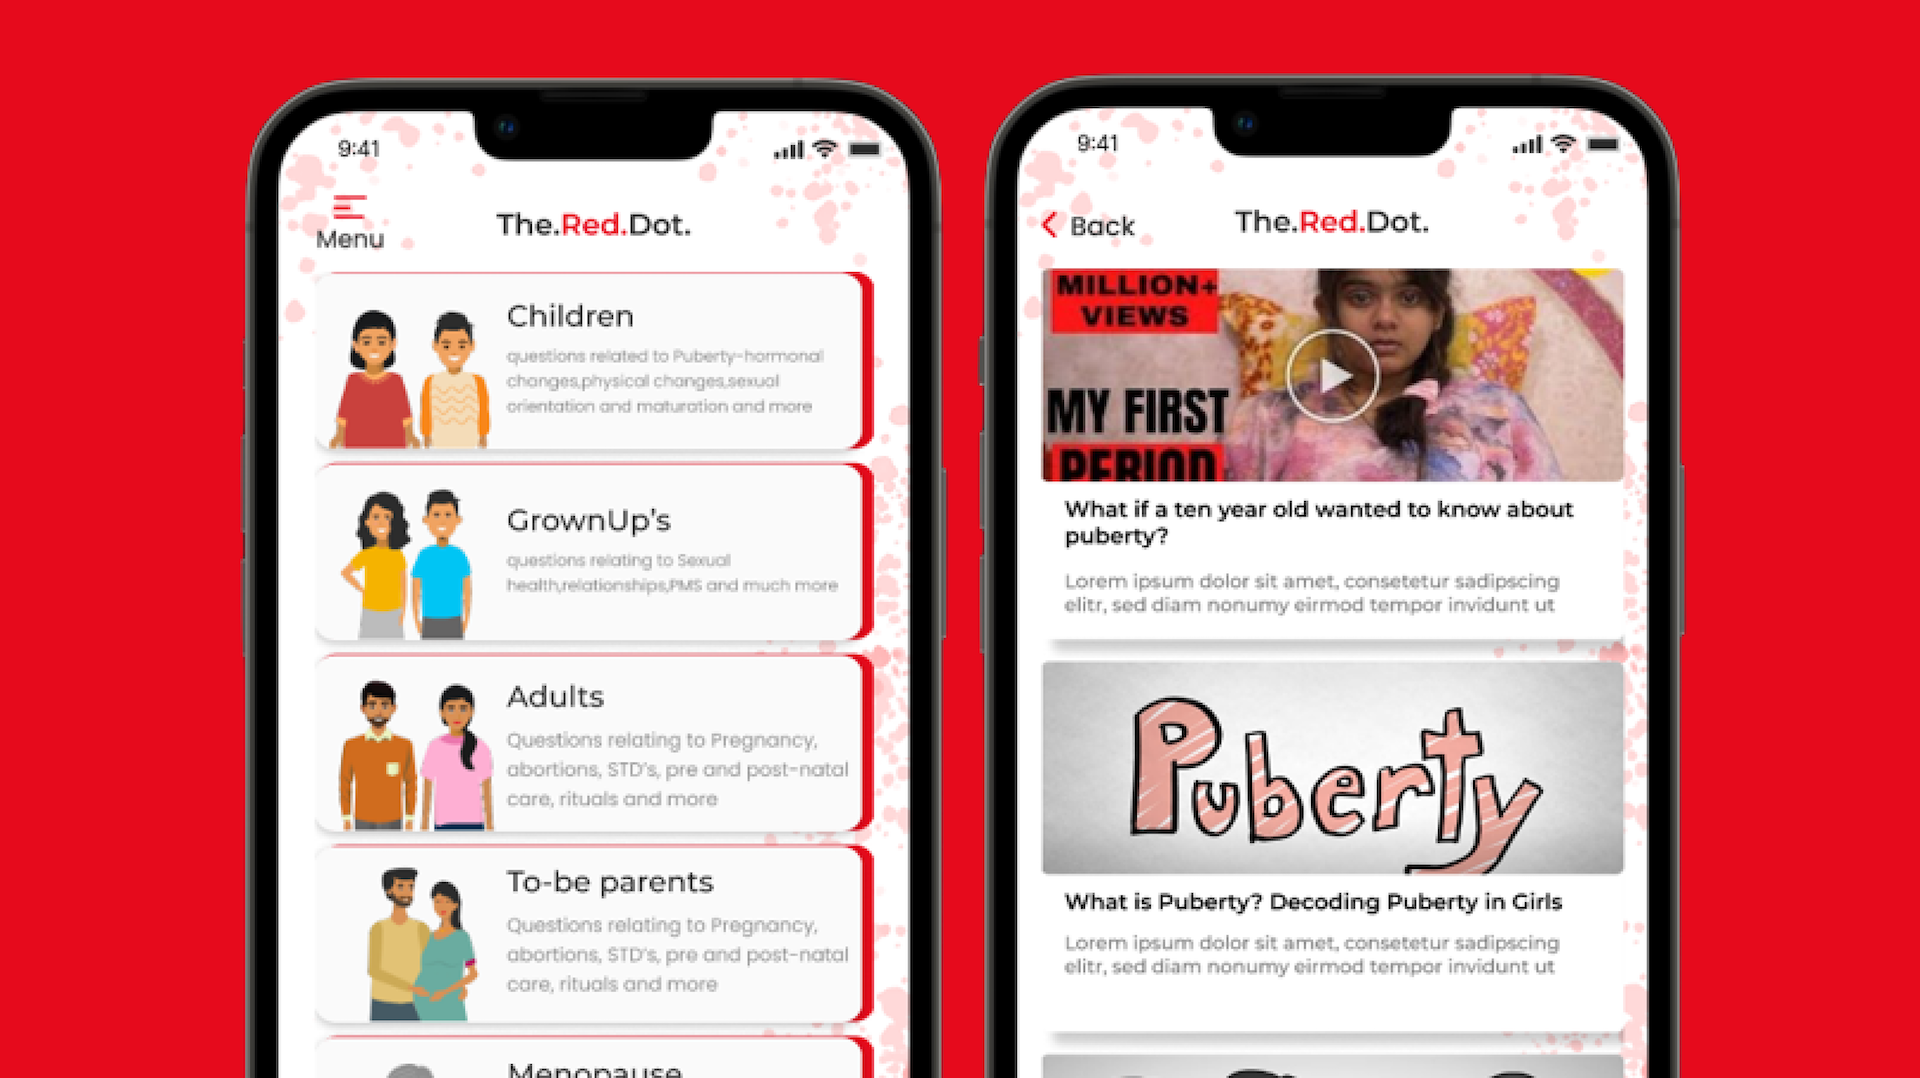 9:41
Menu
The.Red.Dot.
Children
questions related to Puberty-hormonal
changes,physical changes,sexual
orientation and maturation and more
GrownUp's
questions relating to Sexual
health,relationships,PMS and much more
Adults
Questions relating to Pregnancy,
abortions, STD's, pre and post-natal
care, rituals and more
To-be parents
Questions relating to Pregnancy,
abortions, STD's, pre and post-natal
care, rituals and more
Menopause
9:41
Back
The.Red.Dot.
MILLION+
VIEWS
MY FIRST
PERIOD
What if a ten year old wanted to know about
puberty?
Lorem ipsum dolor sit amet, consetetur sadipscing
elitr, sed diam nonumy eirmod tempor invidunt ut
Puberty
What is Puberty? Decoding Puberty in Girls
Lorem ipsum dolor sit amet, consetetur sadipscing
elitr, sed diam nonumy eirmod tempor invidunt ut